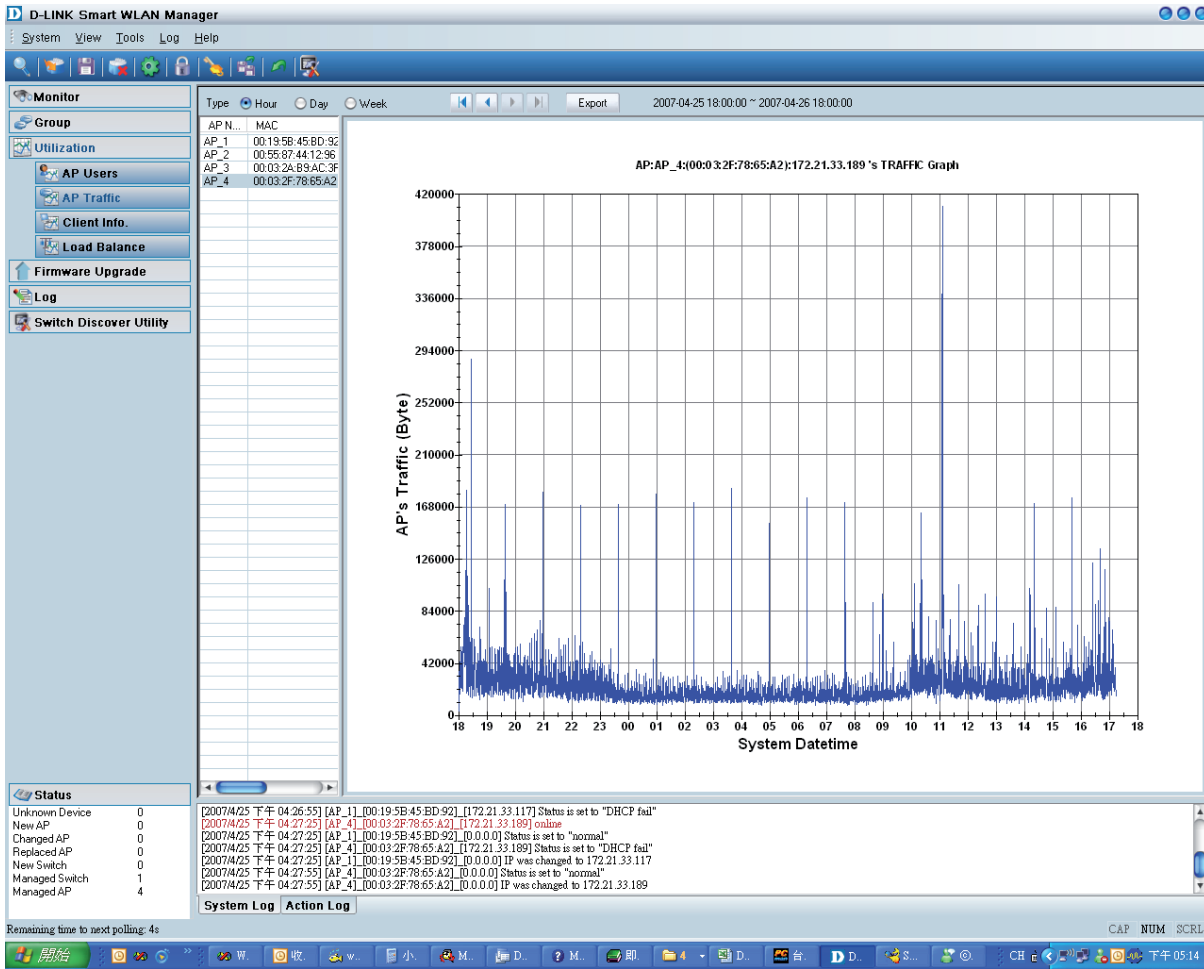 D-LINK Smart WLAN Manager
System View Tools Log Help
Monitor
Group
Utilization
AP Users
AP Traffic
Client Info.
Load Balance
Firmware Upgrade
Log
Switch Discover Utility
Type Hour Day Week Export 2007-04-25 18:00:00 ~ 2007-04-26 18:00:00
AP N... MAC
AP_1 00:19:5B:45:BD:92
AP_2 00:55:87:44:12:96
AP_3 00:03:2A:B9:AC:3F
AP_4 00:03:2F:78:65:A2
AP:AP_4:(00:03:2F:78:65:A2):172.21.33.189 's TRAFFIC Graph
AP's Traffic (Byte)
420000
378000
336000
294000
252000
210000
168000
126000
84000
42000
0
18 19 20 21 22 23 00 01 02 03 04 05 06 07 08 09 10 11 12 13 14 15 16 17 18
System Datetime
Status
Unknown Device 0
New AP 0
Changed AP 0
Replaced AP 0
New Switch 0
Managed Switch 1
Managed AP 4
[2007/4/25 下午 04:26:55] [AP_1]_[00:19:5B:45:BD:92]_[172.21.33.117] Status is set to "DHCP fail"
[2007/4/25 下午 04:27:25] [AP_4]_[00:03:2F:78:65:A2]_[172.21.33.189] online
[2007/4/25 下午 04:27:25] [AP_1]_[00:19:5B:45:BD:92]_[0.0.0.0] Status is set to "normal"
[2007/4/25 下午 04:27:25] [AP_4]_[00:03:2F:78:65:A2]_[172.21.33.189] Status is set to "DHCP fail"
[2007/4/25 下午 04:27:25] [AP_1]_[00:19:5B:45:BD:92]_[0.0.0.0] IP was changed to 172.21.33.117
[2007/4/25 下午 04:27:55] [AP_4]_[00:03:2F:78:65:A2]_[0.0.0.0] Status is set to "normal"
[2007/4/25 下午 04:27:55] [AP_4]_[00:03:2F:78:65:A2]_[0.0.0.0] IP was changed to 172.21.33.189
System Log Action Log
Remaining time to next polling: 4s CAP NUM SCRL
開始 W. 收. w.. 小. M.. D.. M.. 即. 4 D.. 台. D.. S... CH 下午 05:14